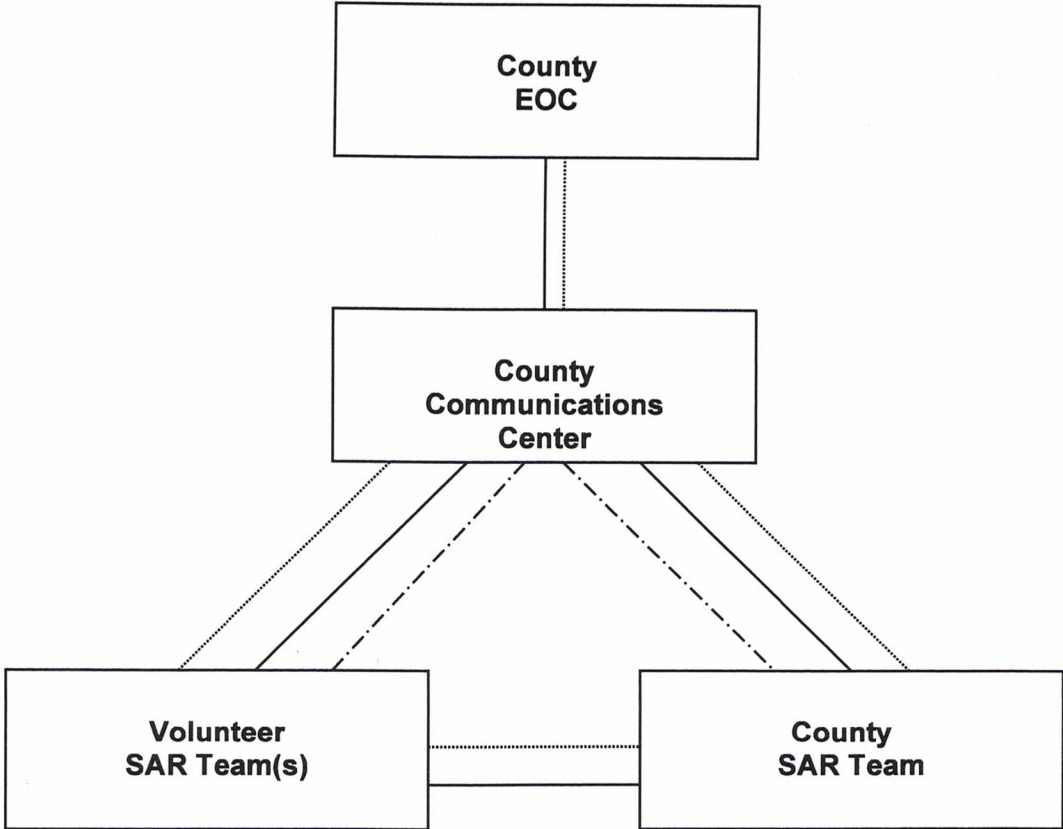 County
EOC
County
Communications
Center
Volunteer
SAR Team(s)
County
SAR Team